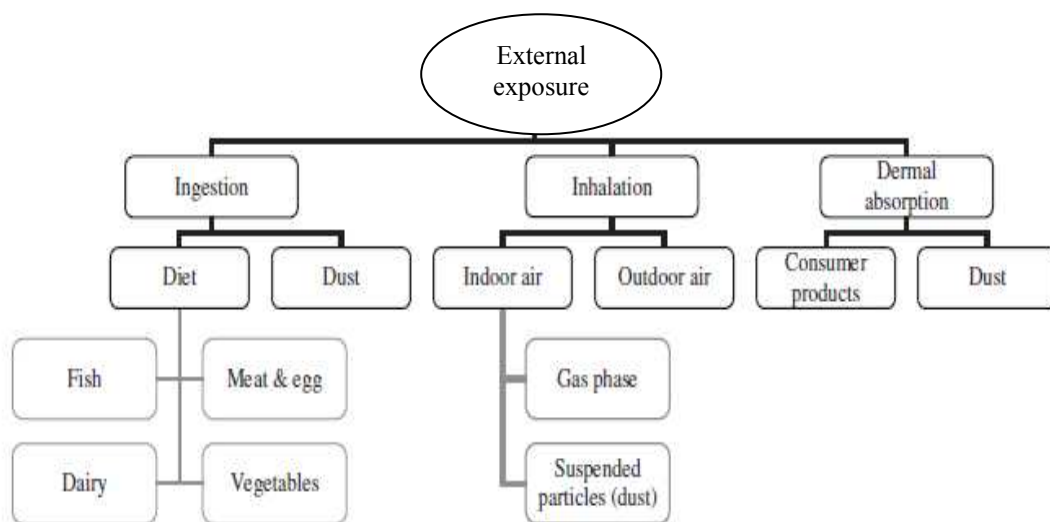 External
exposure
Ingestion
Inhalation
Dermal
absorption
Diet
Dust
Indoor air
Outdoor air
Consumer
products
Dust
Fish
Meat & egg
Gas phase
Dairy
Vegetables
Suspended
particles (dust)